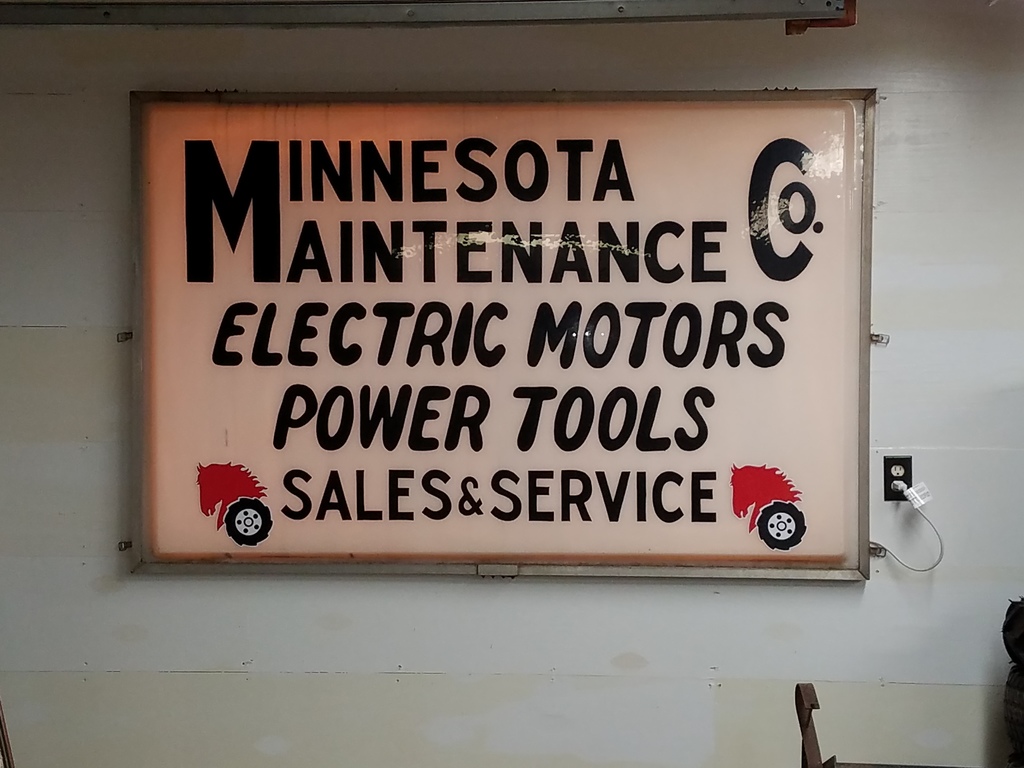 MINNESOTA
MAINTENANCE Co.
ELECTRIC MOTORS
POWER TOOLS
SALES & SERVICE